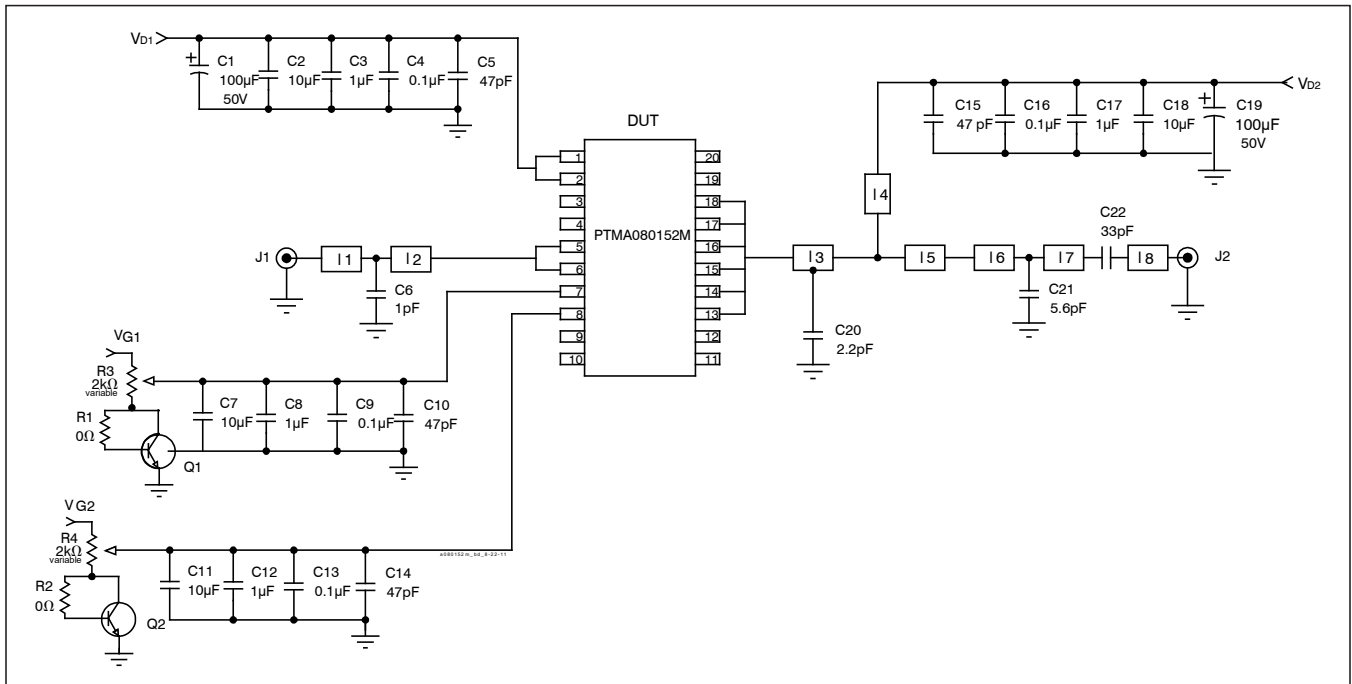 VD1
+
C1
100µF
50V
C2
10µF
C3
1µF
C4
0.1µF
C5
47pF
DUT
PTMA080152M
1
2
3
4
5
6
7
8
9
10
20
19
18
17
16
15
14
13
12
11
VD2
C15
47 pF
C16
0.1µF
C17
1µF
C18
10µF
+
C19
100µF
50V
J1
l1
l2
C6
1pF
l3
l4
l5
l6
l7
C22
33pF
l8
J2
C20
2.2pF
C21
5.6pF
VG1
R3
2kΩ
variable
R1
0Ω
Q1
C7
10µF
C8
1µF
C9
0.1µF
C10
47pF
V G2
R4
2kΩ
variable
R2
0Ω
Q2
C11
10µF
C12
1µF
C13
0.1µF
C14
47pF
a080152m_bd_8-22-11